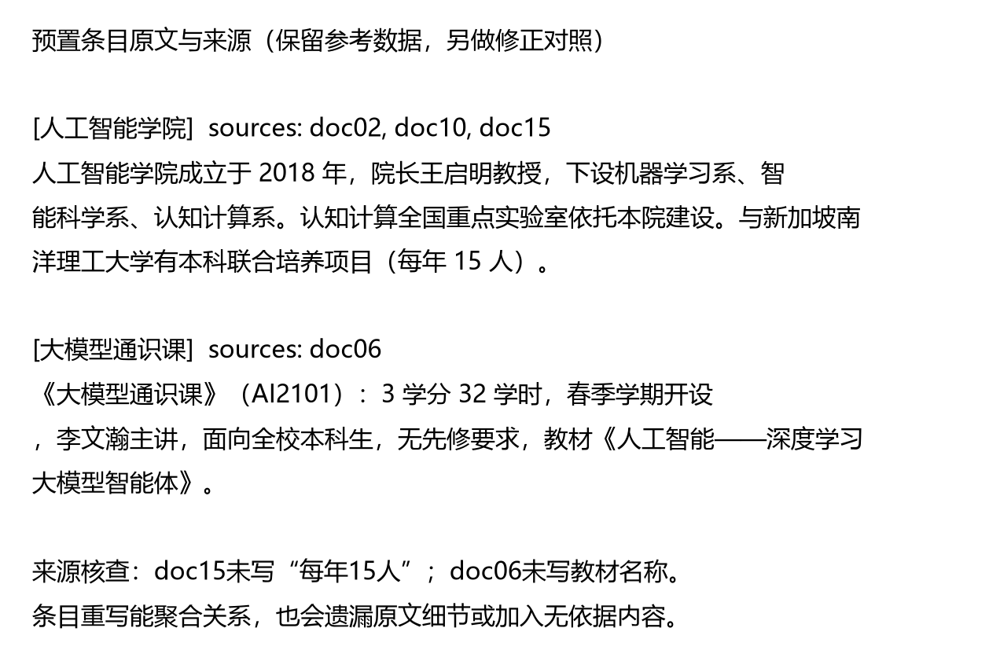 预置条目原文与来源（保留参考数据，另做修正对照）
[人工智能学院]  sources: doc02, doc10, doc15
人工智能学院成立于 2018 年，院长王启明教授，下设机器学习系、智
能科学系、认知计算系。认知计算全国重点实验室依托本院建设。与新加坡南
洋理工大学有本科联合培养项目（每年 15 人）。
[大模型通识课]  sources: doc06
《大模型通识课》（AI2101）：3 学分 32 学时，春季学期开设
，李文瀚主讲，面向全校本科生，无先修要求，教材《人工智能——深度学习
大模型智能体》。
来源核查：doc15未写“每年15人”；doc06未写教材名称。
条目重写能聚合关系，也会遗漏原文细节或加入无依据内容。